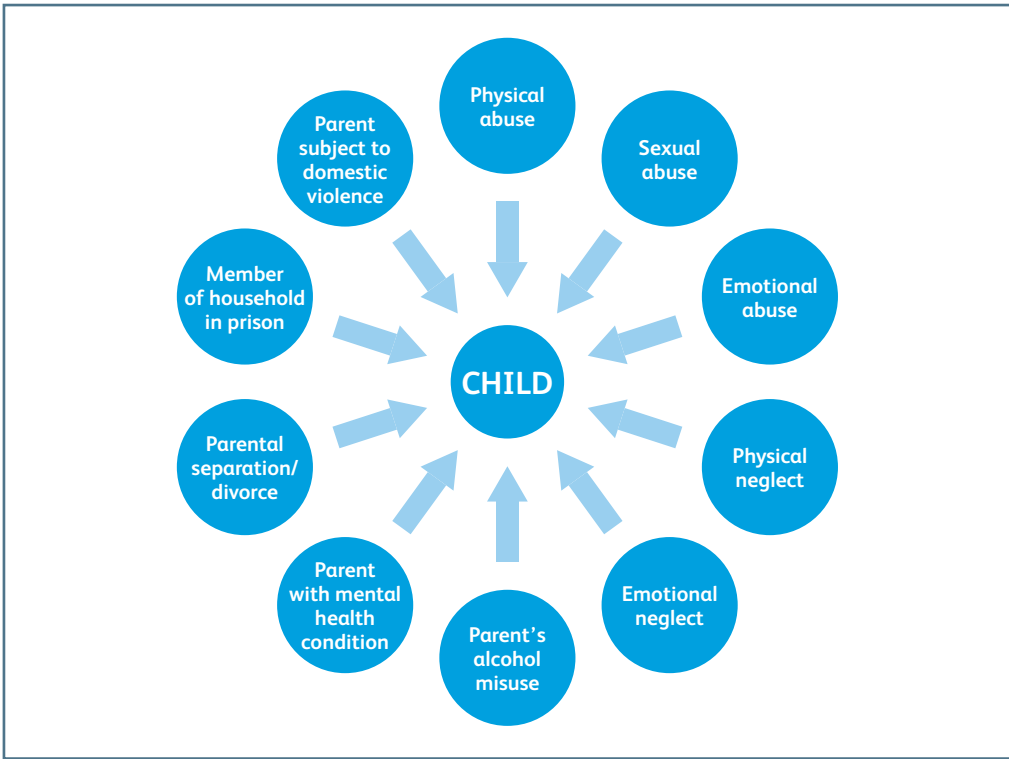 Physical
abuse
Sexual
abuse
Emotional
abuse
Physical
neglect
Emotional
neglect
Parent’s
alcohol
misuse
Parent
with mental
health
condition
Parental
separation/
divorce
Member
of household
in prison
Parent
subject to
domestic
violence
CHILD